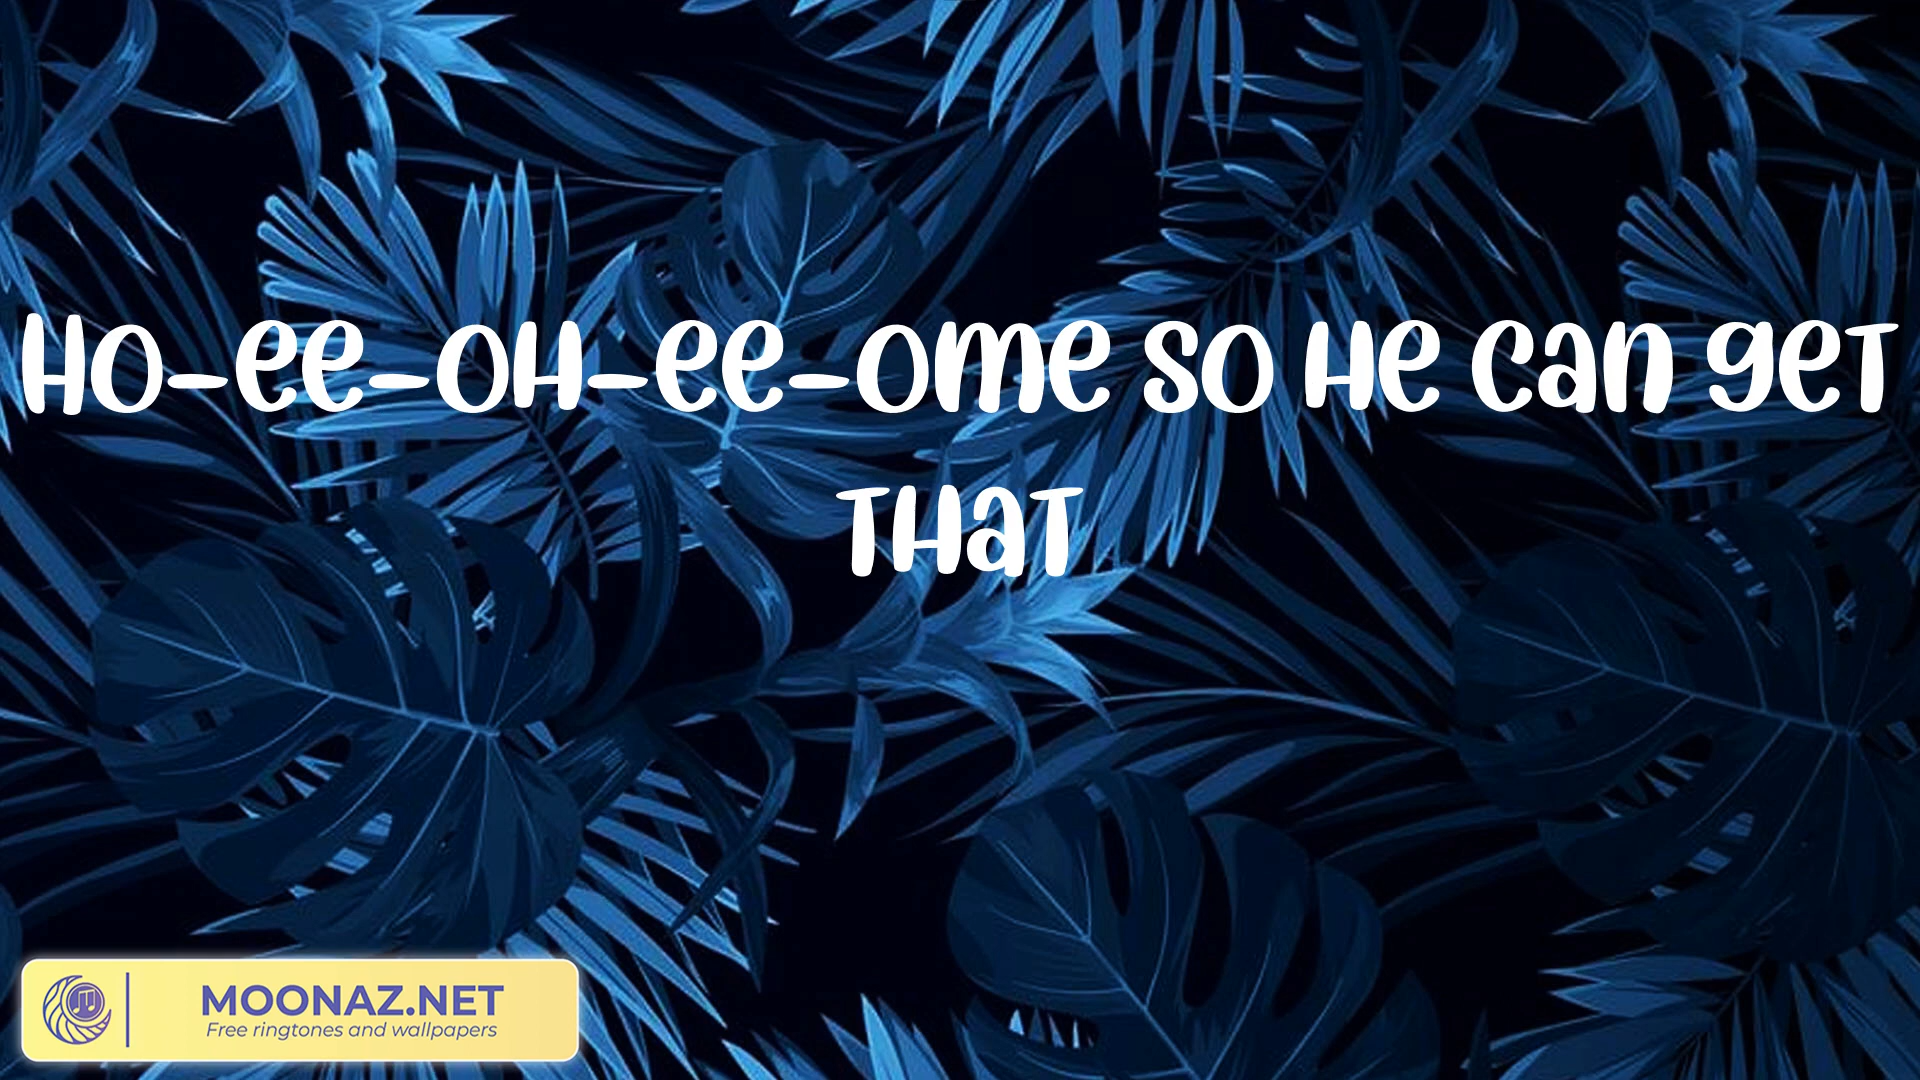 Ho-ee-oh-ee-ome so he can get
that
MOONAZ.NET
Free ringtones and wallpapers